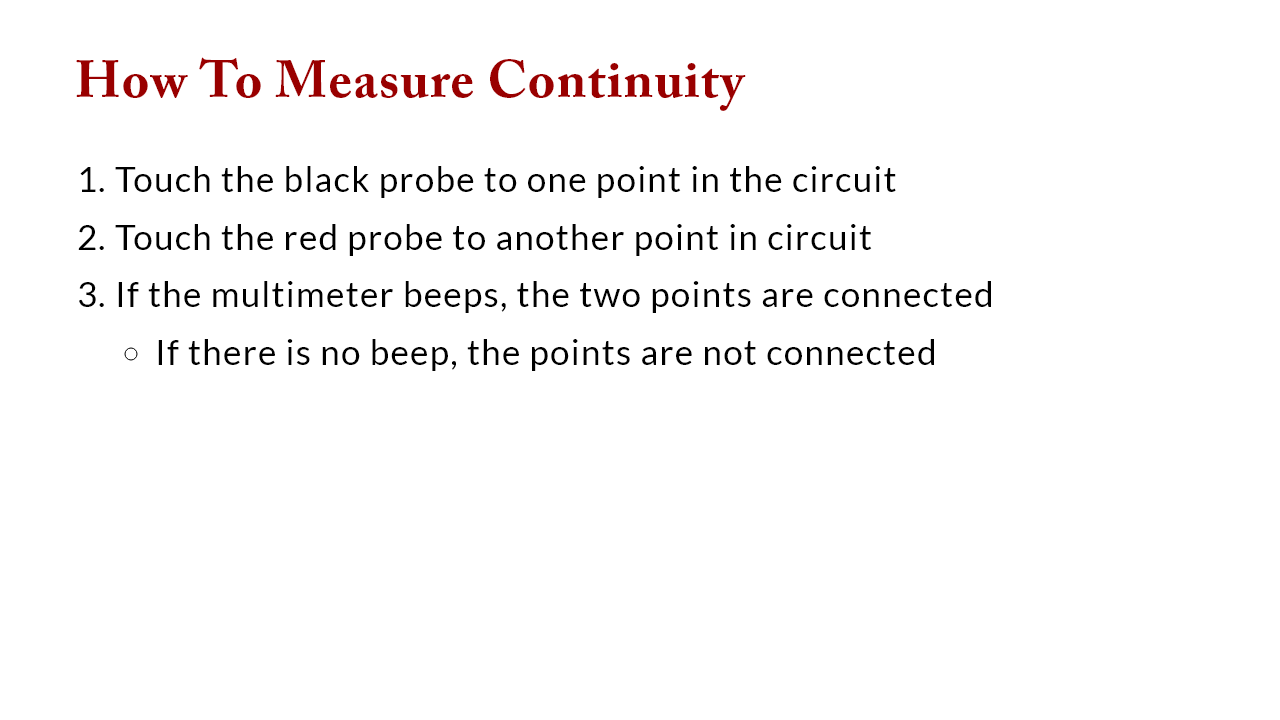 How To Measure Continuity
1. Touch the black probe to one point in the circuit
2. Touch the red probe to another point in circuit
3. If the multimeter beeps, the two points are connected
○ If there is no beep, the points are not connected